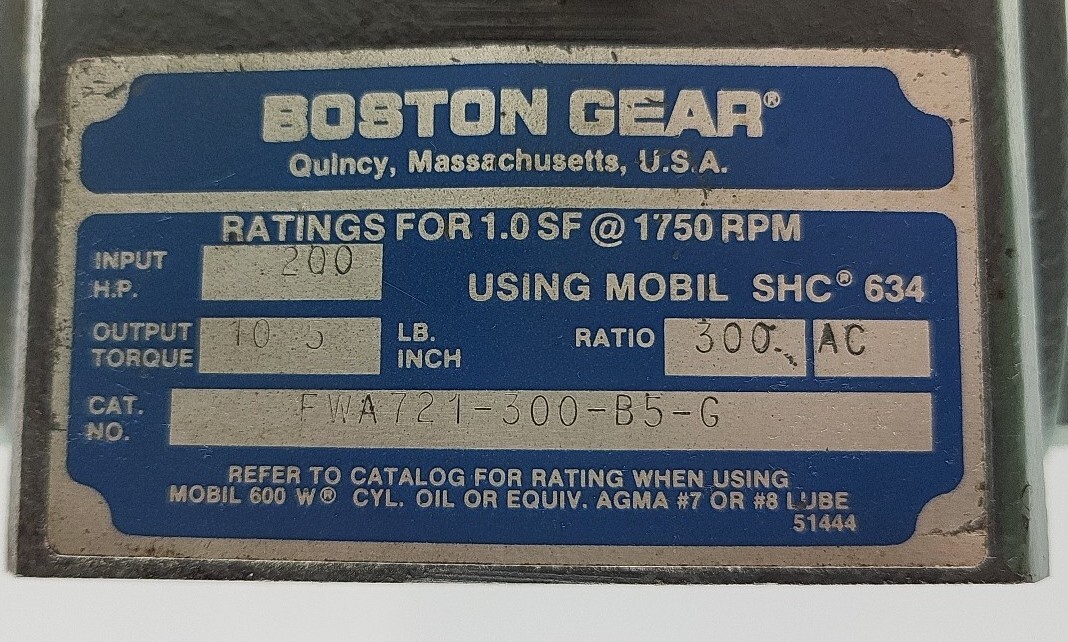 BOSTON GEAR®
Quincy, Massachusetts, U.S.A.
RATINGS FOR 1.0 SF @ 1750 RPM
INPUT H.P. 200
USING MOBIL SHC® 634
OUTPUT TORQUE LB. INCH
RATIO 300 AC
CAT. NO. FWA721-300-B5-G
REFER TO CATALOG FOR RATING WHEN USING
MOBIL 600 W® CYL. OIL OR EQUIV. AGMA #7 OR #8 LUBE
51444